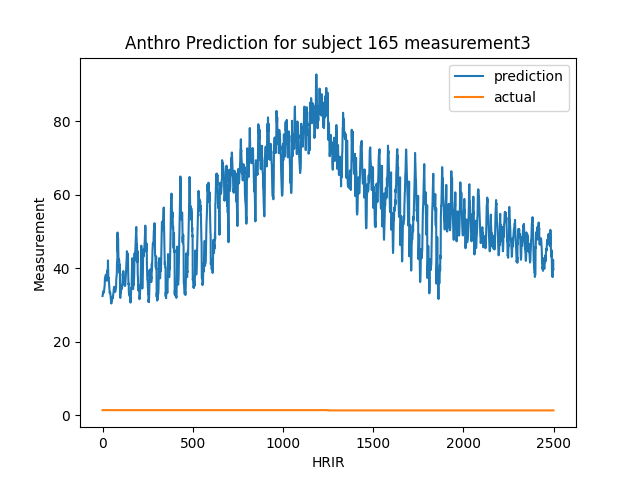 Anthro Prediction for subject 165 measurement3
prediction
actual
Measurement
80
60
40
20
0
0 500 1000 1500 2000 2500
HRIR